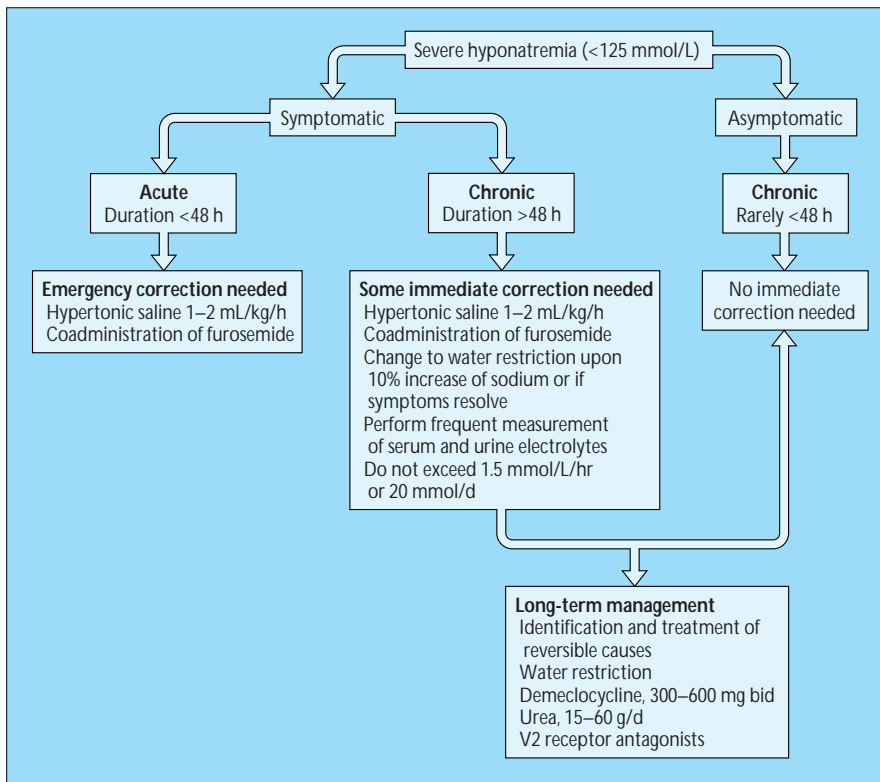 Severe hyponatremia (<125 mmol/L)
Symptomatic
Asymptomatic
Acute
Duration <48 h
Chronic
Duration >48 h
Chronic
Rarely <48 h
Emergency correction needed
Hypertonic saline 1–2 mL/kg/h
Coadministration of furosemide
Some immediate correction needed
Hypertonic saline 1–2 mL/kg/h
Coadministration of furosemide
Change to water restriction upon
10% increase of sodium or if
symptoms resolve
Perform frequent measurement
of serum and urine electrolytes
Do not exceed 1.5 mmol/L/hr
or 20 mmol/d
No immediate
correction needed
Long-term management
Identification and treatment of
reversible causes
Water restriction
Demeclocycline, 300–600 mg bid
Urea, 15–60 g/d
V2 receptor antagonists